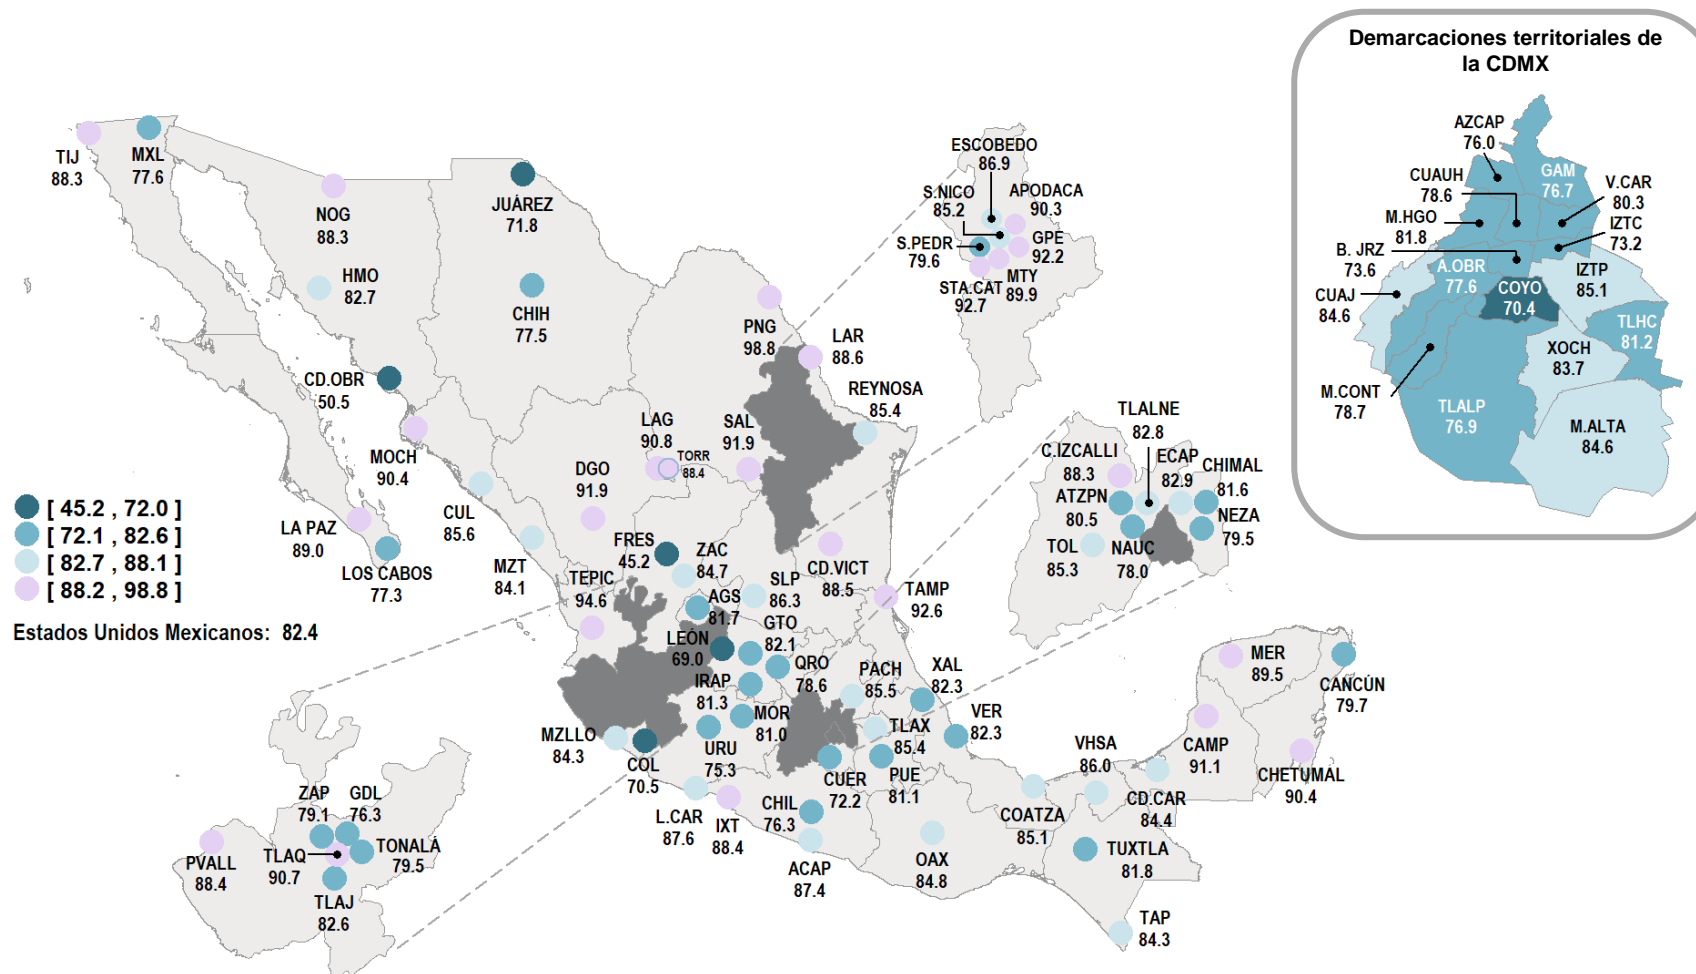 Demarcaciones territoriales de
la CDMX
AZCAP
76.0
GAM
76.7
CUAUH
78.6
V.CAR
80.3
M.HGO
81.8
IZTC
73.2
B. JRZ
73.6
A.OBR
77.6
IZTP
85.1
CUAJ
84.6
COYO
70.4
TLHC
81.2
XOCH
83.7
M.CONT
78.7
TLALP
76.9
M.ALTA
84.6
TIJ
88.3
MXL
77.6
NOG
88.3
JUÁREZ
71.8
HMO
82.7
CHIH
77.5
CD.OBR
50.5
MOCH
90.4
PNG
98.8
LAR
88.6
REYNOSA
85.4
ESCOBEDO
86.9
S.NICO
85.2
APODACA
90.3
S.PEDR
79.6
GPE
92.2
MTY
89.9
STA.CAT
92.7
LAG
90.8
TORR
88.4
SAL
91.9
DGO
91.9
CUL
85.6
LA PAZ
89.0
LOS CABOS
77.3
MZT
84.1
FRES
45.2
ZAC
84.7
TEPIC
94.6
AGS
81.7
SLP
86.3
CD.VICT
88.5
TAMP
92.6
LEÓN
69.0
GTO
82.1
QRO
78.6
IRAP
81.3
PACH
85.5
XAL
82.3
MOR
81.0
TLAX
85.4
VER
82.3
MZLLO
84.3
COL
70.5
URU
75.3
CUER
72.2
PUE
81.1
L.CAR
87.6
IXT
88.4
CHIL
76.3
ACAP
87.4
OAX
84.8
COATZA
85.1
VHSA
86.0
CD.CAR
84.4
TUXTLA
81.8
TAP
84.3
CAMP
91.1
MER
89.5
CANCÚN
79.7
CHETUMAL
90.4
TLALNE
82.8
C.IZCALLI
88.3
ECAP
82.9
CHIMAL
81.6
ATZPN
80.5
NEZA
79.5
TOL
85.3
NAUC
78.0
[ 45.2 , 72.0 ]
[ 72.1 , 82.6 ]
[ 82.7 , 88.1 ]
[ 88.2 , 98.8 ]
Estados Unidos Mexicanos: 82.4
ZAP
79.1
GDL
76.3
PVALL
88.4
TLAQ
90.7
TONALÁ
79.5
TLAJ
82.6